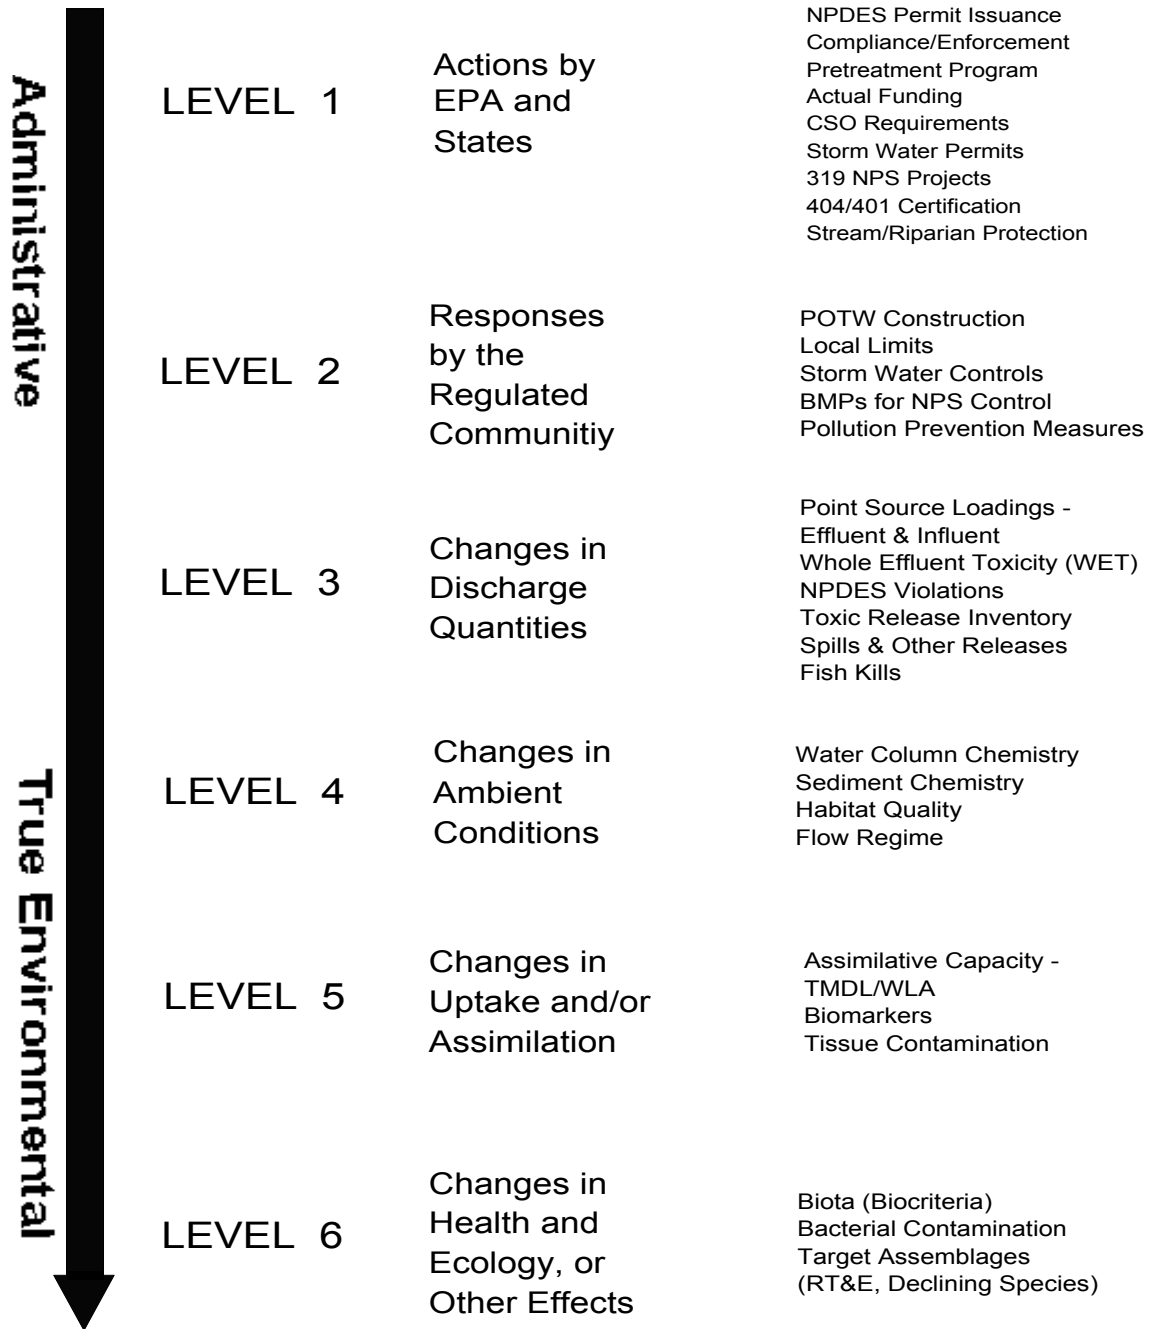 Administrative
True Environmental
LEVEL 1
Actions by
EPA and
States
NPDES Permit Issuance
Compliance/Enforcement
Pretreatment Program
Actual Funding
CSO Requirements
Storm Water Permits
319 NPS Projects
404/401 Certification
Stream/Riparian Protection
LEVEL 2
Responses
by the
Regulated
Communitiy
POTW Construction
Local Limits
Storm Water Controls
BMPs for NPS Control
Pollution Prevention Measures
LEVEL 3
Changes in
Discharge
Quantities
Point Source Loadings -
Effluent & Influent
Whole Effluent Toxicity (WET)
NPDES Violations
Toxic Release Inventory
Spills & Other Releases
Fish Kills
LEVEL 4
Changes in
Ambient
Conditions
Water Column Chemistry
Sediment Chemistry
Habitat Quality
Flow Regime
LEVEL 5
Changes in
Uptake and/or
Assimilation
Assimilative Capacity -
TMDL/WLA
Biomarkers
Tissue Contamination
LEVEL 6
Changes in
Health and
Ecology, or
Other Effects
Biota (Biocriteria)
Bacterial Contamination
Target Assemblages
(RT&E, Declining Species)